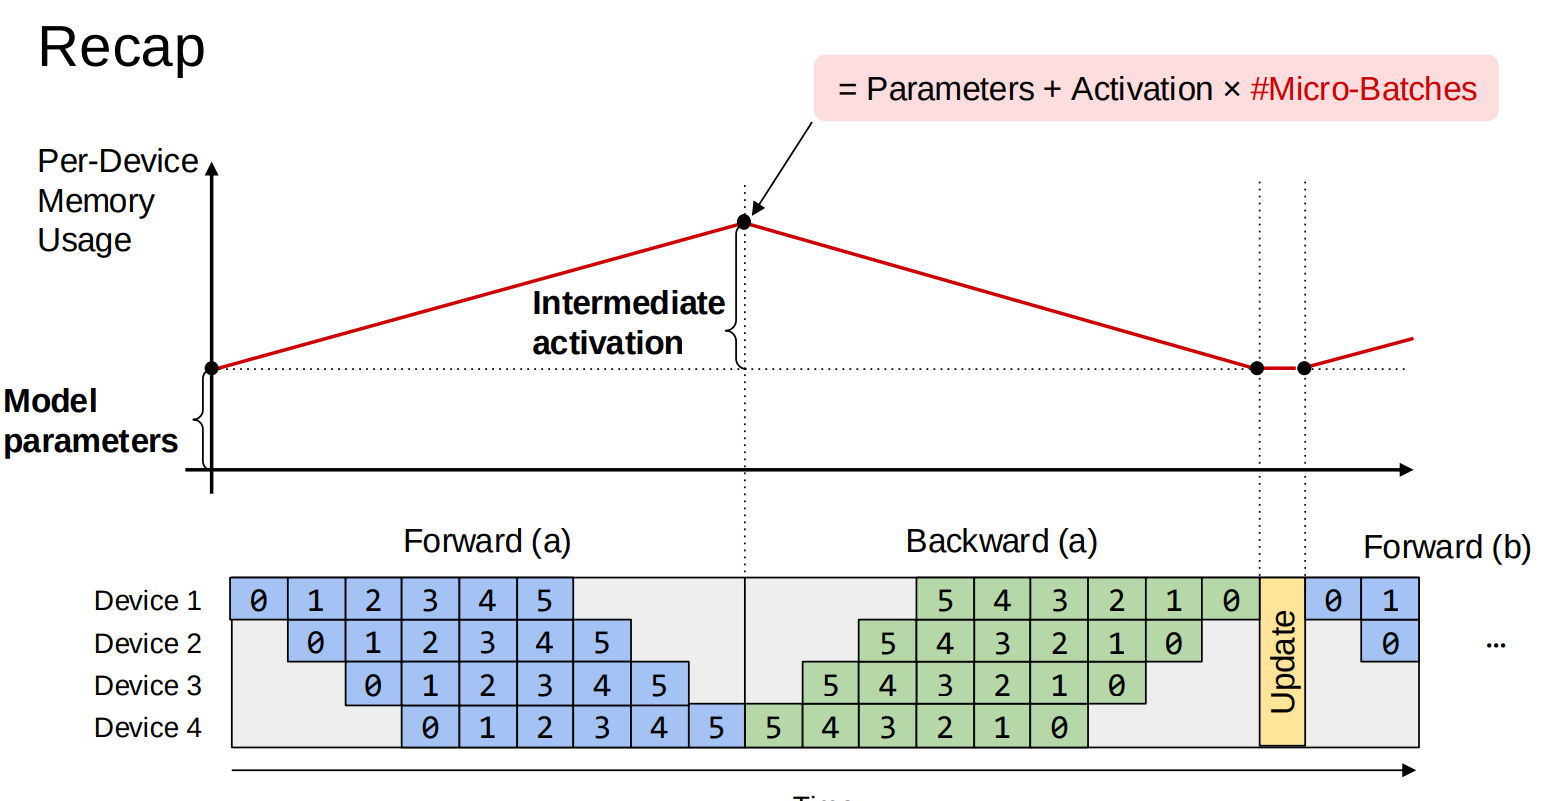 Recap
= Parameters + Activation × #Micro-Batches
Per-Device
Memory
Usage
Intermediate
activation
Model
parameters
Forward (a)
Backward (a)
Forward (b)
Device 1 0 1 2 3 4 5 5 4 3 2 1 0 0 1
Device 2 0 1 2 3 4 5 5 4 3 2 1 0 0 ...
Device 3 0 1 2 3 4 5 5 4 3 2 1 0
Device 4 0 1 2 3 4 5 5 4 3 2 1 0
Update